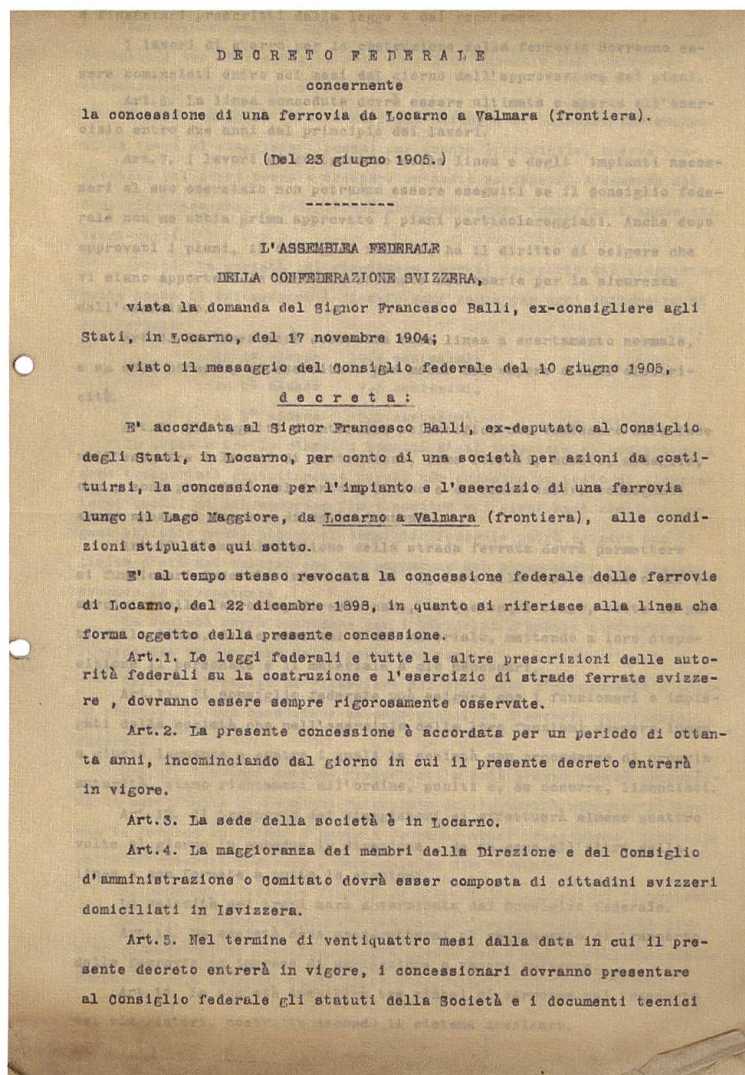 DECRETO FEDERALE
concernente
la concessione di una ferrovia da Locarno a Valmara (frontiera).
(Del 23 giugno 1905.)
----------
L'ASSEMBLEA FEDERALE
DELLA CONFEDERAZIONE SVIZZERA,
vista la domanda del Signor Francesco Balli, ex-consigliere agli
Stati, in Locarno, del 17 novembre 1904;
visto il messaggio del Consiglio federale del 10 giugno 1905,
decreta:
E' accordata al Signor Francesco Balli, ex-deputato al Consiglio
degli Stati, in Locarno, per conto di una società per azioni da costi-
tuirsi, la concessione per l'impianto e l'esercizio di una ferrovia
lungo il Lago Maggiore, da Locarno a Valmara (frontiera), alle condi-
zioni stipulate qui sotto.
E' al tempo stesso revocata la concessione federale delle ferrovie
di Locarno, del 22 dicembre 1898, in quanto si riferisce alla linea che
forma oggetto della presente concessione.
Art.1. Le leggi federali e tutte le altre prescrizioni delle auto-
rità federali su la costruzione e l'esercizio di strade ferrate svizze-
re , dovranno essere sempre rigorosamente osservate.
Art.2. La presente concessione è accordata per un periodo di ottan-
ta anni, incominciando dal giorno in cui il presente decreto entrerà
in vigore.
Art.3. La sede della società è in Locarno.
Art.4. La maggioranza dei membri della Direzione e del Consiglio
d'amministrazione o Comitato dovrà esser composta di cittadini svizzeri
domiciliati in Isvizzera.
Art.5. Nel termine di ventiquattro mesi dalla data in cui il pre-
sente decreto entrerà in vigore, i concessionari dovranno presentare
al Consiglio federale gli statuti della Società e i documenti tecnici